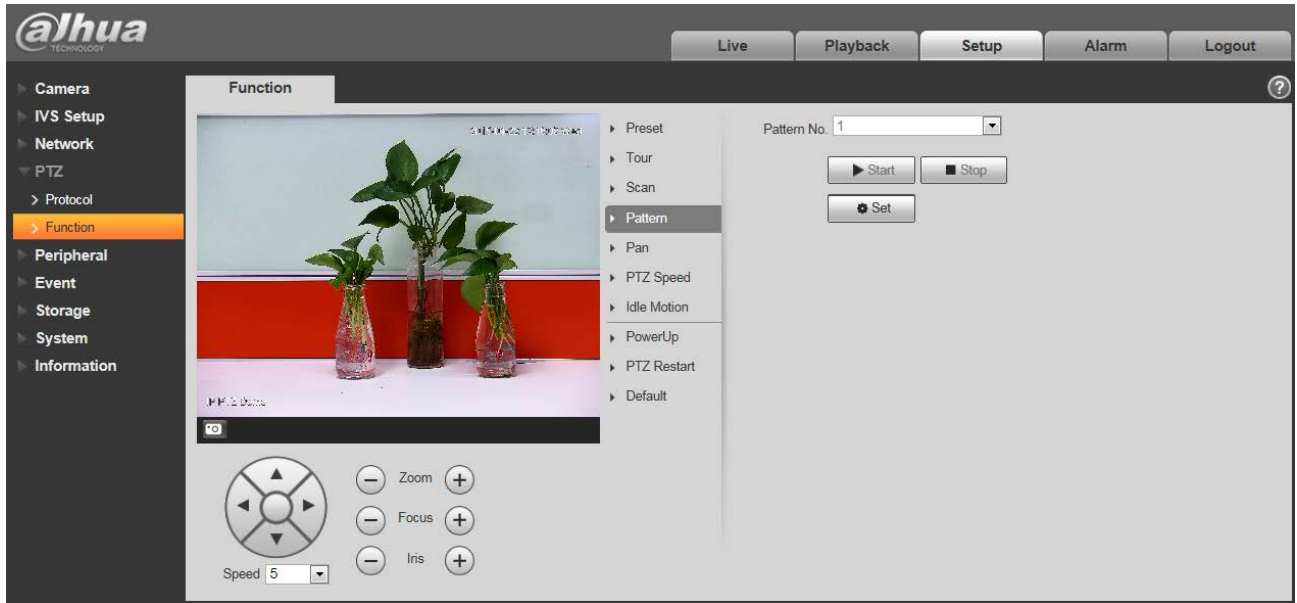 alhua
TECHNOLOGY
Live
Playback
Setup
Alarm
Logout
Camera
IVS Setup
Network
PTZ
Protocol
Function
Peripheral
Event
Storage
System
Information
Function
?
Preset
Tour
Scan
Pattern
Pan
PTZ Speed
Idle Motion
PowerUp
PTZ Restart
Default
Pattern No. 1
Start
Stop
Set
Zoom
Focus
Iris
Speed 5